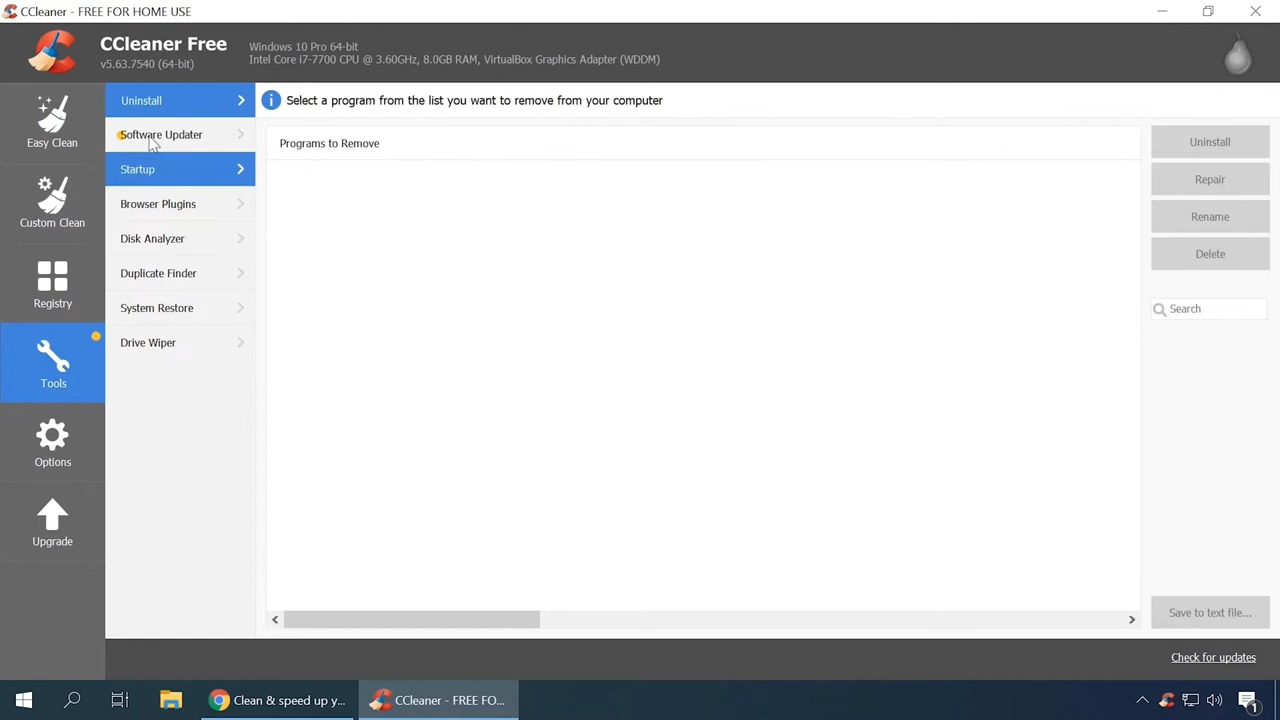 CCleaner - FREE FOR HOME USE
CCleaner Free
v5.63.7540 (64-bit)
Windows 10 Pro 64-bit
Intel Core i7-7700 CPU @ 3.60GHz, 8.0GB RAM, VirtualBox Graphics Adapter (WDDM)
Easy Clean
Custom Clean
Registry
Tools
Options
Upgrade
Uninstall
Software Updater
Startup
Browser Plugins
Disk Analyzer
Duplicate Finder
System Restore
Drive Wiper
Select a program from the list you want to remove from your computer
Programs to Remove
Uninstall
Repair
Rename
Delete
Search
Save to text file...
Check for updates
Clean & speed up y...
CCleaner - FREE FO...
1